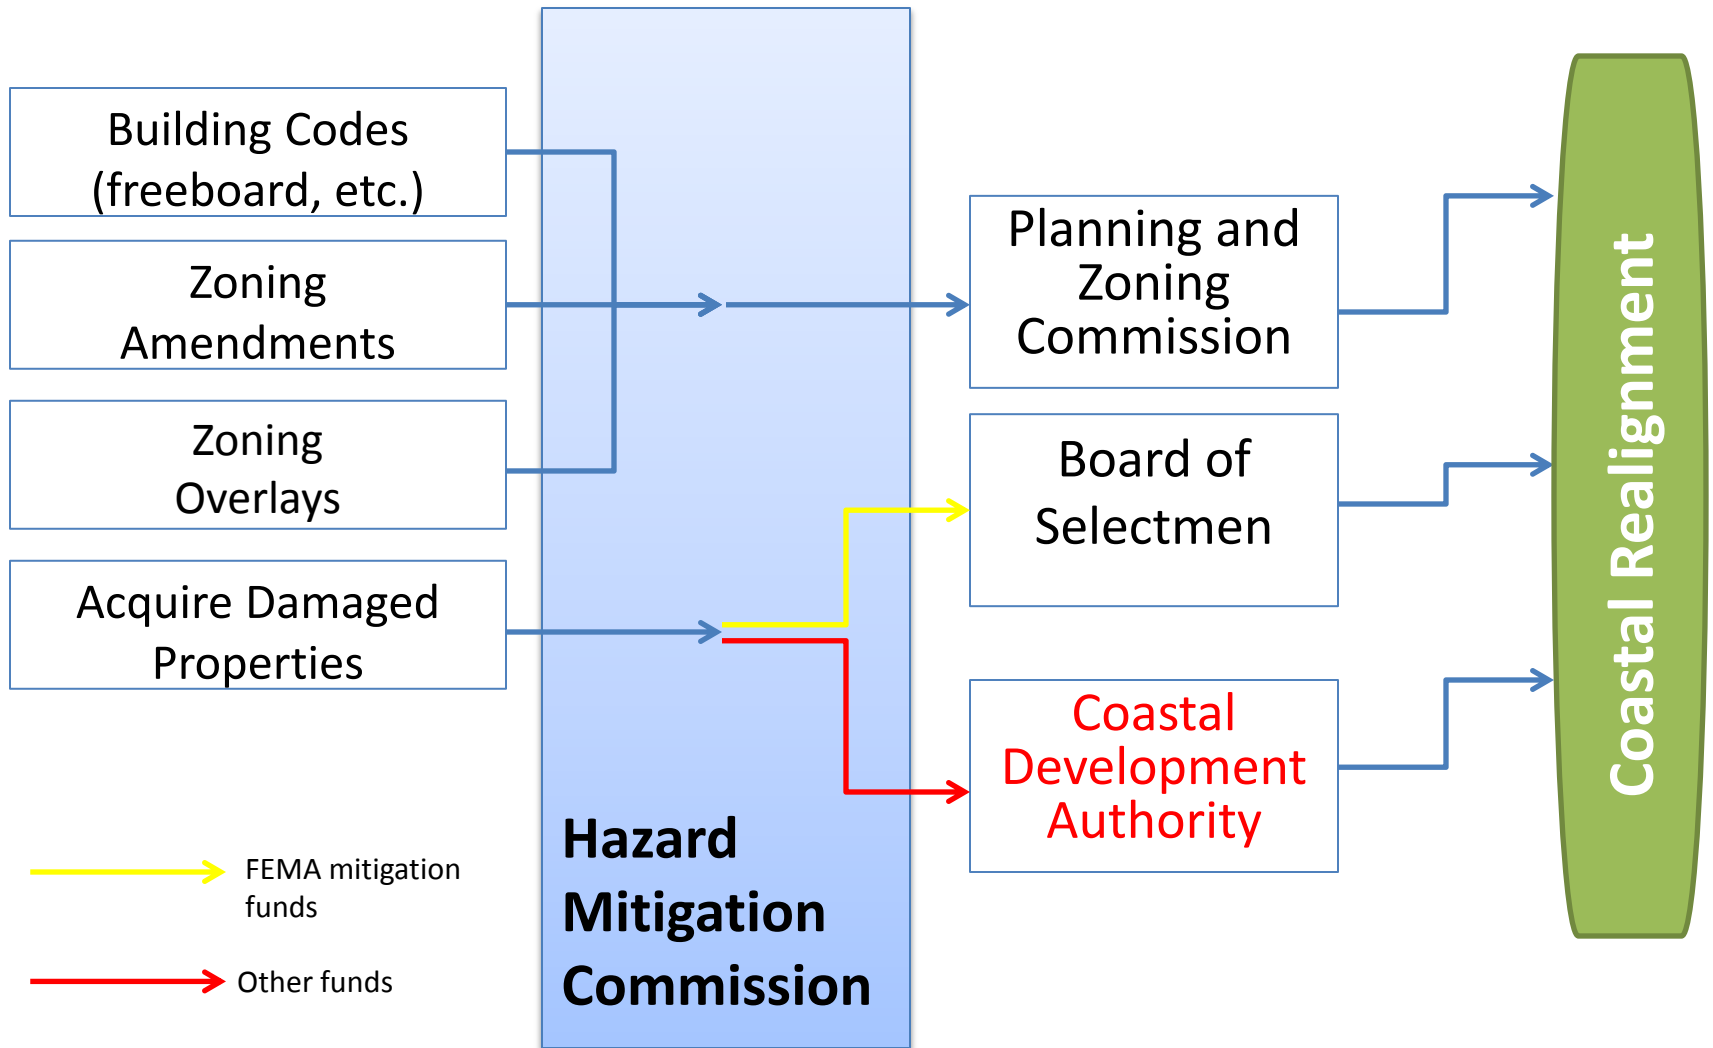 Building Codes
(freeboard, etc.)
Zoning
Amendments
Zoning
Overlays
Acquire Damaged
Properties
FEMA mitigation
funds
Other funds
Hazard
Mitigation
Commission
Planning and
Zoning
Commission
Board of
Selectmen
Coastal
Development
Authority
Coastal Realignment